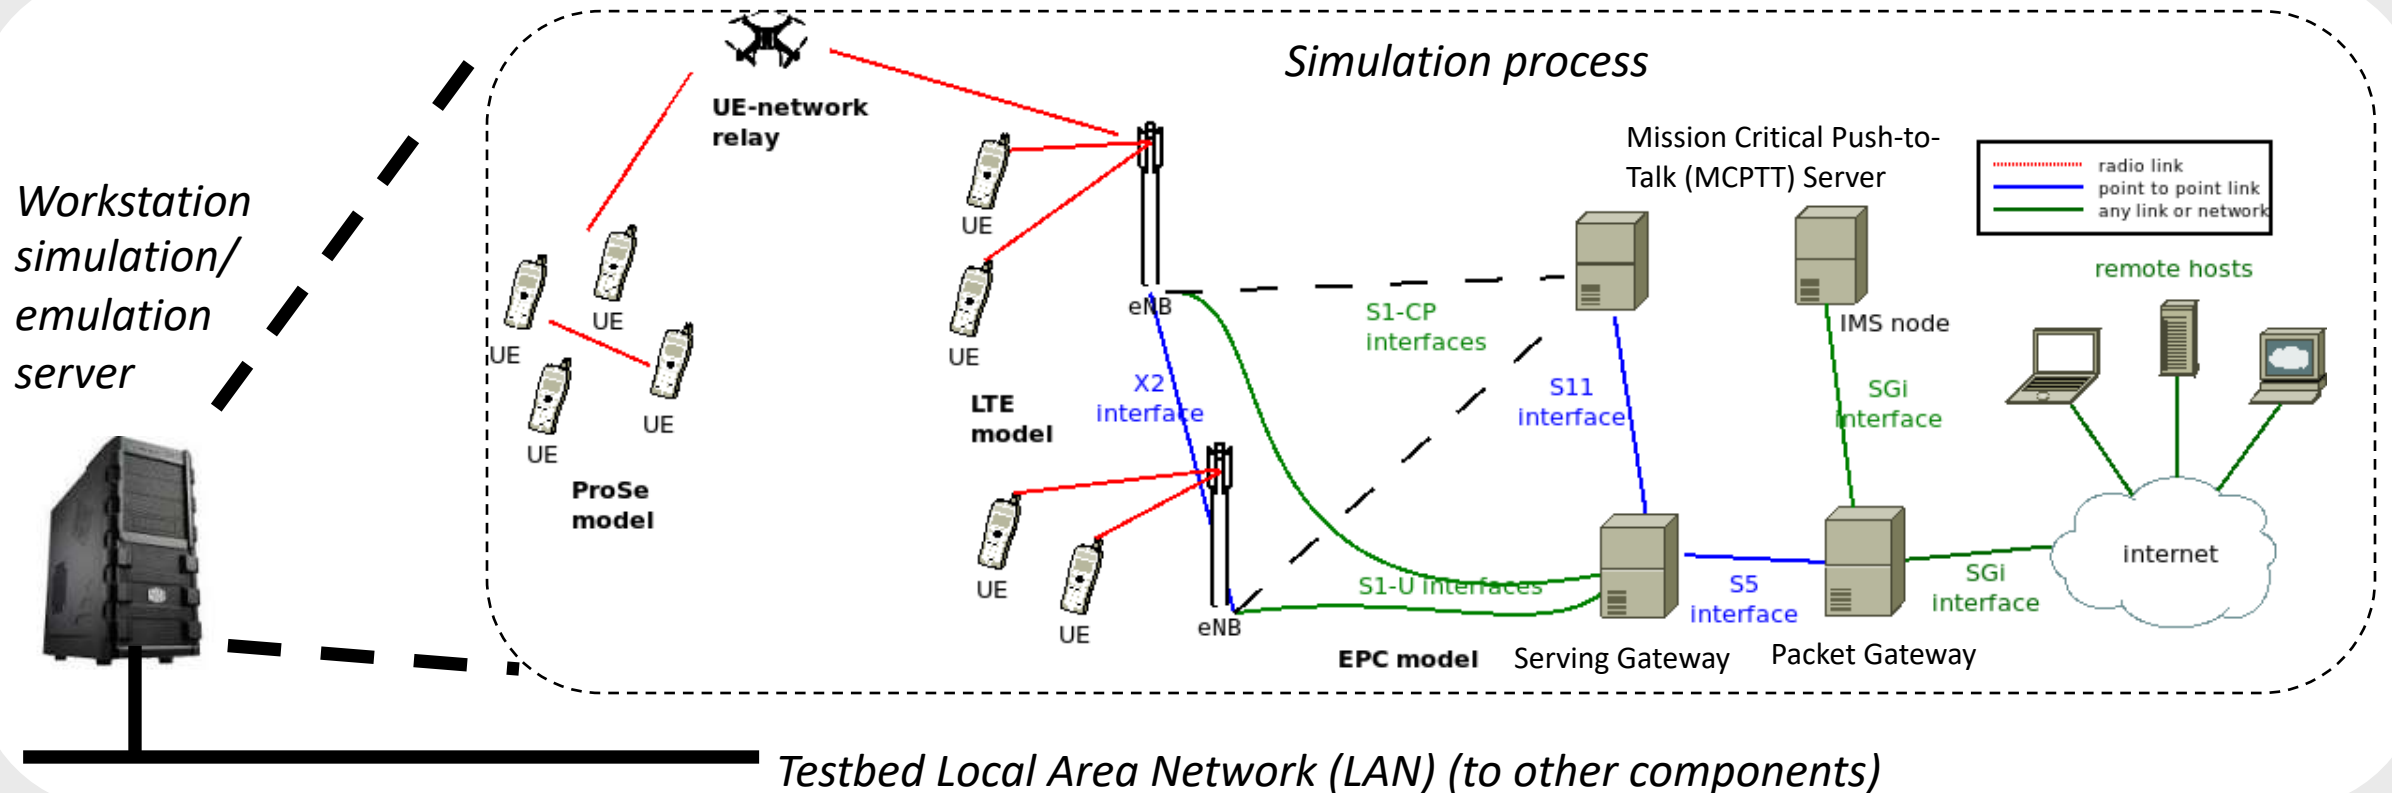 Simulation process
Workstation
simulation/
emulation
server
UE-network
relay
UE
UE
UE
UE
ProSe
model
UE
UE
LTE
model
UE
UE
eNB
X2
interface
eNB
S1-CP
interfaces
S1-U interfaces
EPC model
Mission Critical Push-to-
Talk (MCPTT) Server
S11
interface
Serving Gateway
S5
interface
IMS node
SGi
interface
Packet Gateway
SGi
interface
radio link
point to point link
any link or network
remote hosts
internet
Testbed Local Area Network (LAN) (to other components)